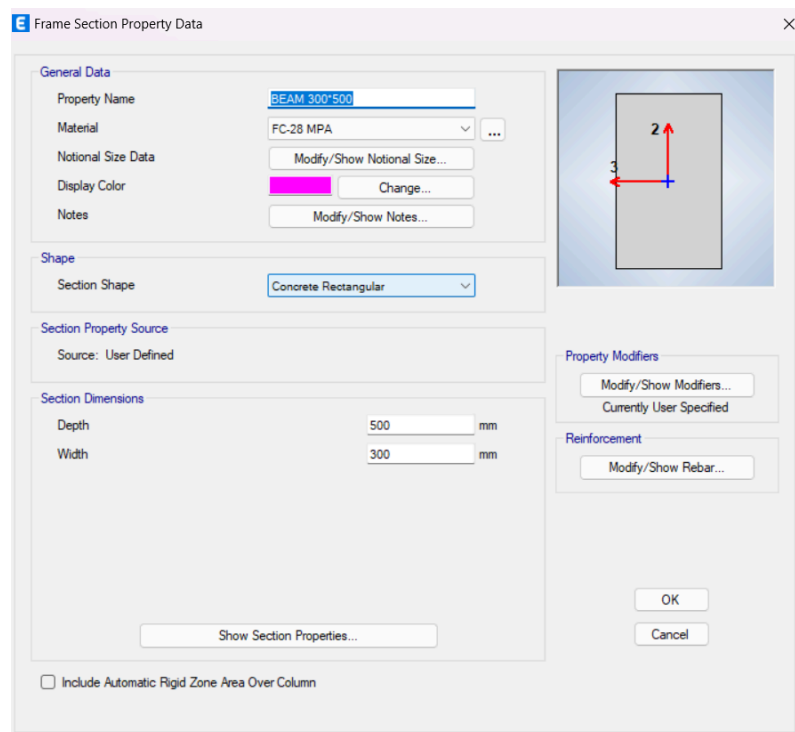 E Frame Section Property Data
General Data
Property Name BEAM 300*500
Material FC-28 MPA ...
Notional Size Data Modify/Show Notional Size...
Display Color Change...
Notes Modify/Show Notes...
2
3
Shape
Section Shape Concrete Rectangular
Section Property Source
Source: User Defined
Property Modifiers
Modify/Show Modifiers...
Currently User Specified
Section Dimensions
Depth 500 mm
Width 300 mm
Reinforcement
Modify/Show Rebar...
OK
Show Section Properties...
Cancel
Include Automatic Rigid Zone Area Over Column